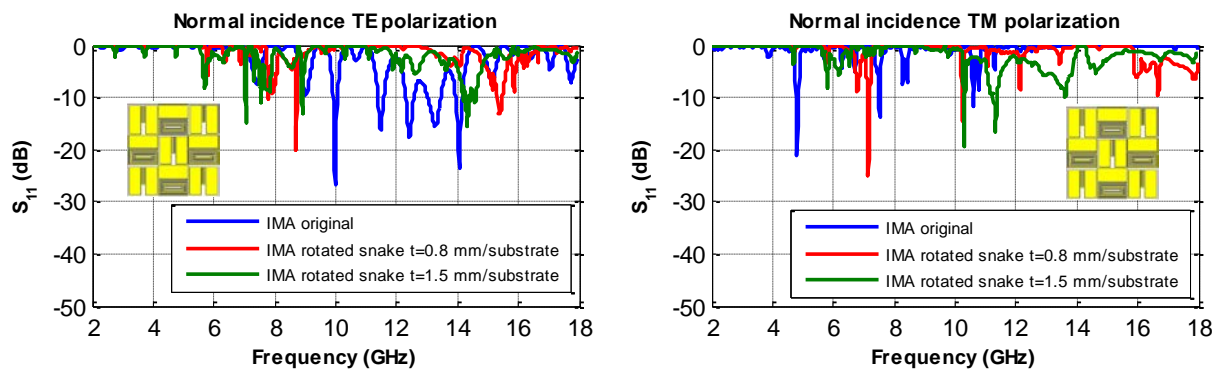 Normal incidence TE polarization
0
-10
-20
-30
-40
-50
S11 (dB)
IMA original
IMA rotated snake t=0.8 mm/substrate
IMA rotated snake t=1.5 mm/substrate
2 4 6 8 10 12 14 16 18
Frequency (GHz)
Normal incidence TM polarization
0
-10
-20
-30
-40
-50
S11 (dB)
IMA original
IMA rotated snake t=0.8 mm/substrate
IMA rotated snake t=1.5 mm/substrate
2 4 6 8 10 12 14 16 18
Frequency (GHz)